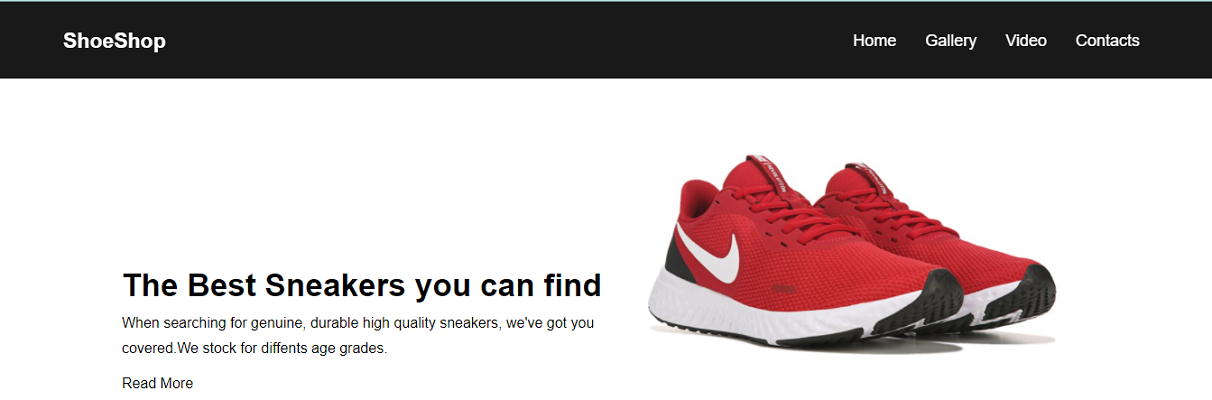 ShoeShop
Home Gallery Video Contacts
The Best Sneakers you can find
When searching for genuine, durable high quality sneakers, we've got you
covered.We stock for diffents age grades.
Read More